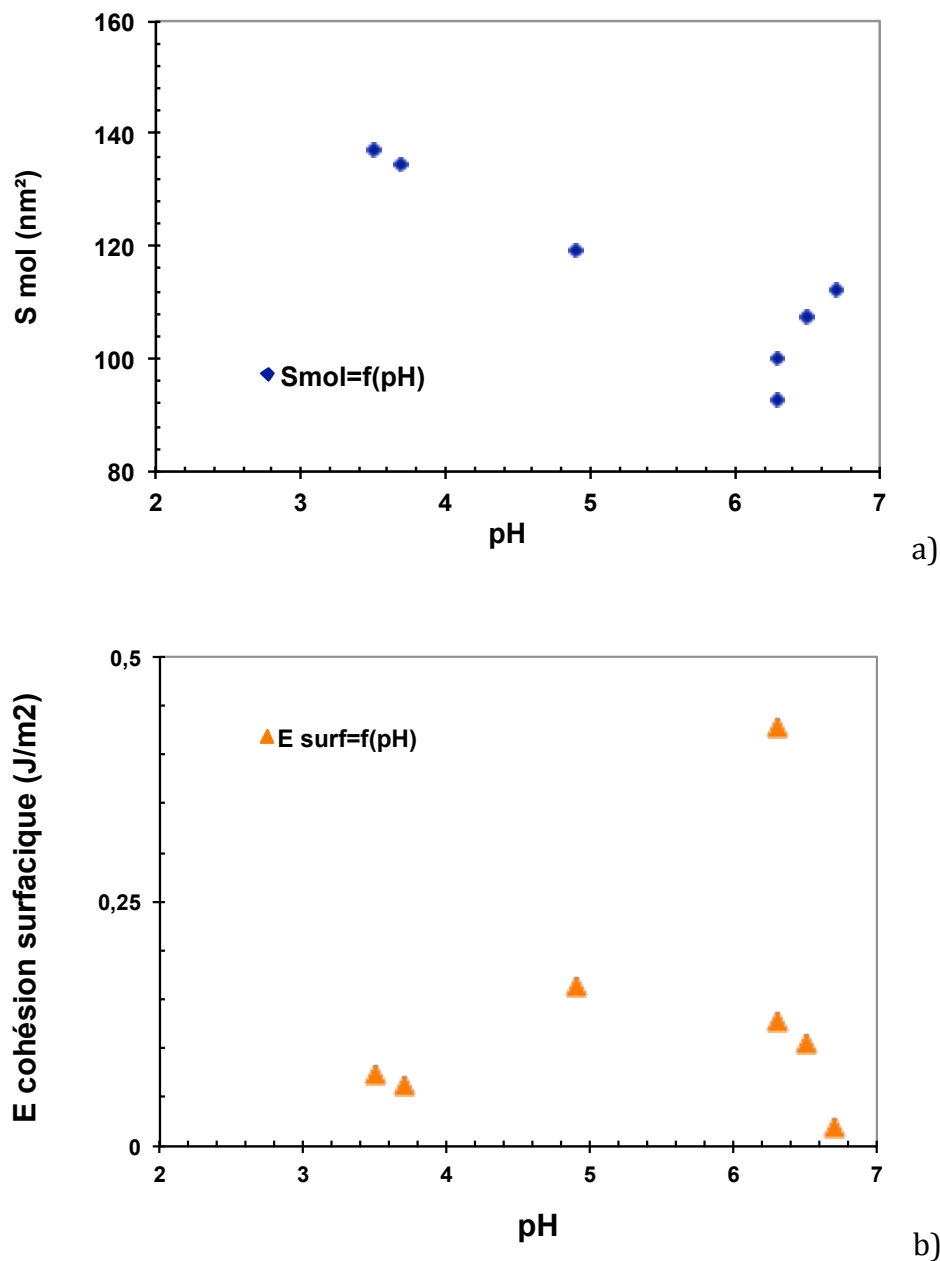 160
140
120
100
80
S mol (nm²)
Smol=f(pH)
2 3 4 5 6 7
pH
a)
0,5
0,25
0
E cohésion surfacique (J/m2)
E surf=f(pH)
2 3 4 5 6 7
pH
b)